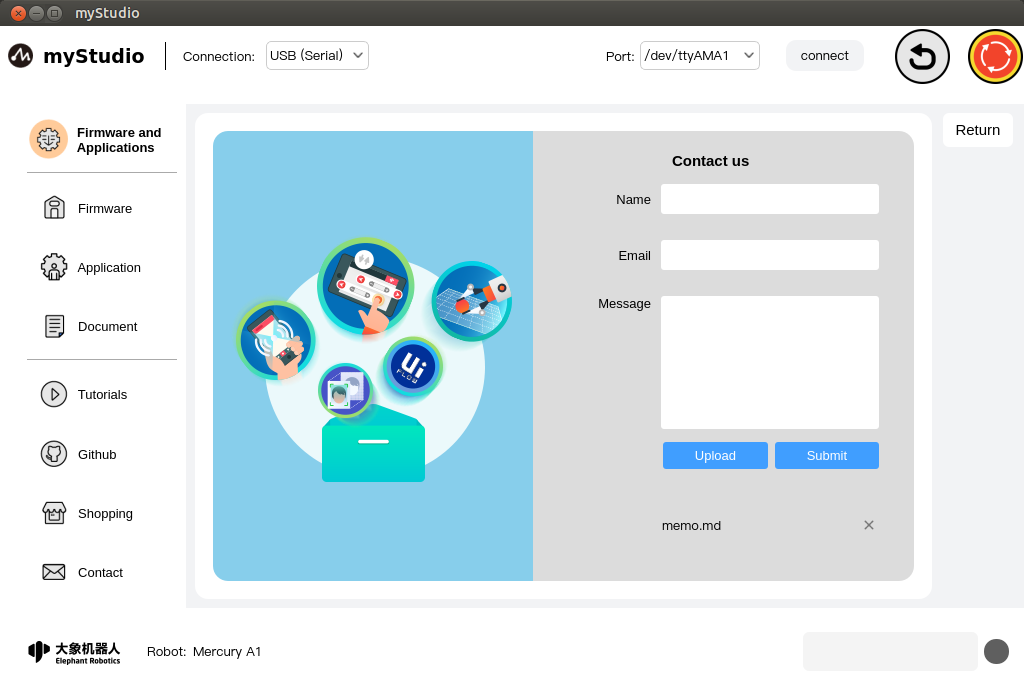 myStudio
myStudio
Connection:
USB (Serial)
Port:
/dev/ttyAMA1
connect
Firmware and
Applications
Firmware
Application
Document
Tutorials
Github
Shopping
Contact
Return
Contact us
Name
Email
Message
Upload
Submit
memo.md
Ui
FLOW
大象机器人
Elephant Robotics
Robot: Mercury A1